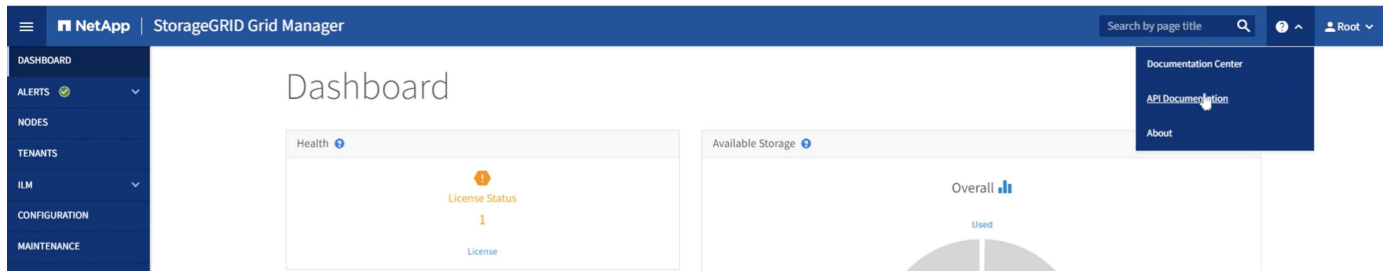 NetApp | StorageGRID Grid Manager
Search by page title
Root
DASHBOARD
ALERTS
NODES
TENANTS
ILM
CONFIGURATION
MAINTENANCE
Dashboard
Documentation Center
API Documentation
About
Health
License Status
1
License
Available Storage
Overall
Used